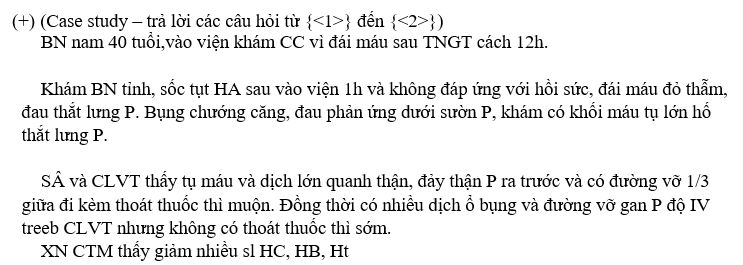 (+) (Case study – trả lời các câu hỏi từ {<1>} đến {<2>})
BN nam 40 tuổi,vào viện khám CC vì đái máu sau TNGT cách 12h.
Khám BN tỉnh, sốc tụt HA sau vào viện 1h và không đáp ứng với hồi sức, đái máu đỏ thẫm,
đau thắt lưng P. Bụng chướng căng, đau phản ứng dưới sườn P, khám có khối máu tụ lớn hố
thắt lưng P.
SÂ và CLVT thấy tụ máu và dịch lớn quanh thận, đẩy thận P ra trước và có đường vỡ 1/3
giữa đi kèm thoát thuốc thì muộn. Đồng thời có nhiều dịch ổ bụng và đường vỡ gan P độ IV
treeb CLVT nhưng không có thoát thuốc thì sớm.
XN CTM thấy giảm nhiều sl HC, HB, Ht